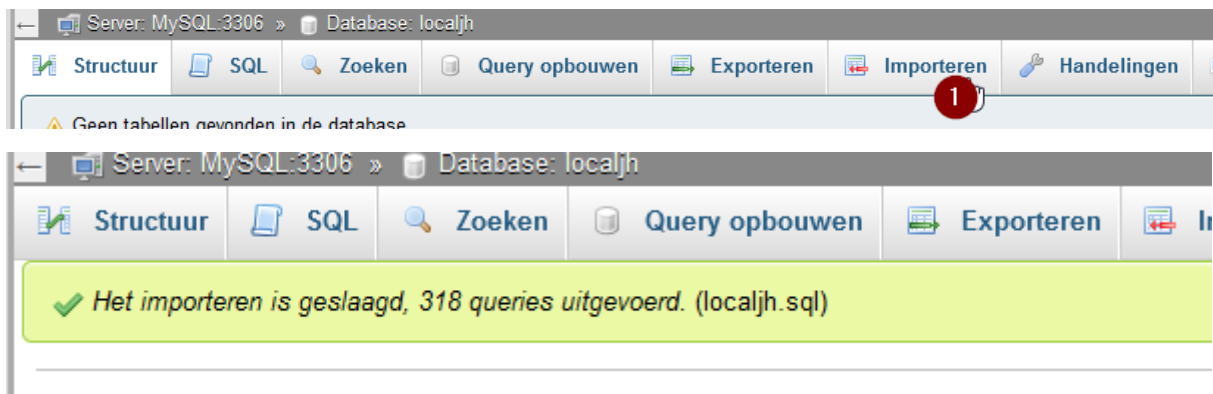 ← Server: MySQL:3306 » Database: localjh
Structuur SQL Zoeken Query opbouwen Exporteren Importeren Handelingen
1
Geen tabellen gevonden in de database
← Server: MySQL:3306 » Database: localjh
Structuur SQL Zoeken Query opbouwen Exporteren
Het importeren is geslaagd, 318 queries uitgevoerd. (localjh.sql)